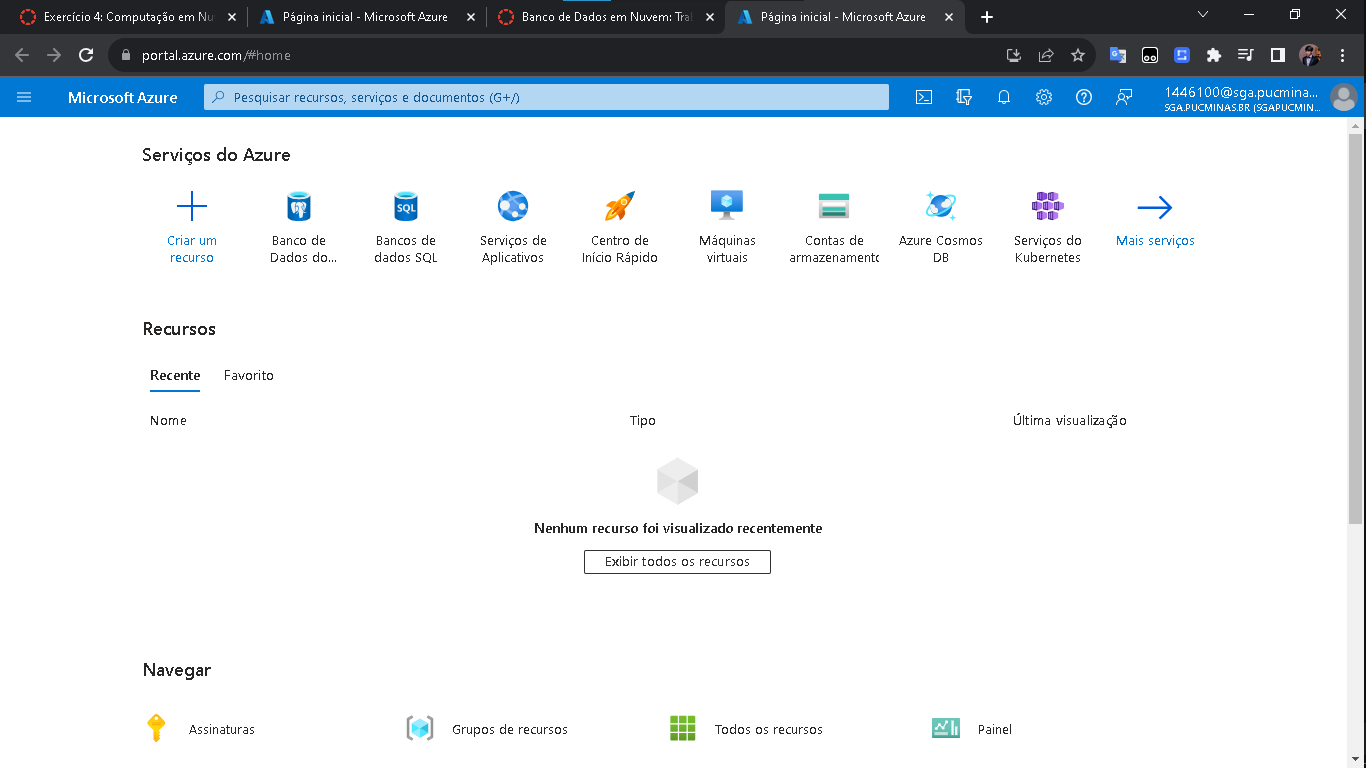 Exercício 4: Computação em Nu
Página inicial - Microsoft Azure
Banco de Dados em Nuvem: Tral
Página inicial - Microsoft Azure
portal.azure.com/#home
Microsoft Azure
Pesquisar recursos, serviços e documentos (G+/)
1446100@sga.pucmina...
SGA.PUCMINAS.BR (SGAPUCMIN...
Serviços do Azure
Criar um
recurso
Banco de
Dados do...
SQL
Bancos de
dados SQL
Serviços de
Aplicativos
Centro de
Início Rápido
Máquinas
virtuais
Contas de
armazenamento
Azure Cosmos
DB
Serviços do
Kubernetes
Mais serviços
Recursos
Recente
Favorito
Nome
Tipo
Última visualização
Nenhum recurso foi visualizado recentemente
Exibir todos os recursos
Navegar
Assinaturas
Grupos de recursos
Todos os recursos
Painel